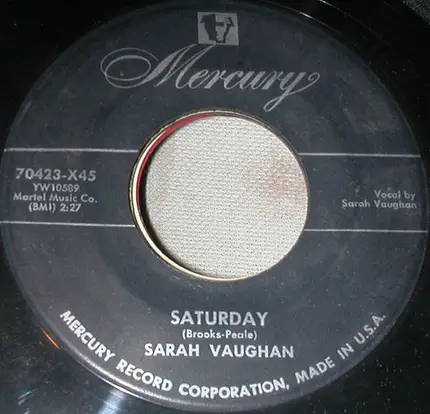 Mercury
70423-X45
YW10589
Martel Music Co.
(BMI) 2:27
Vocal by
Sarah Vaughan
SATURDAY
(Brooks-Peale)
SARAH VAUGHAN
MERCURY RECORD CORPORATION, MADE IN U.S.A.